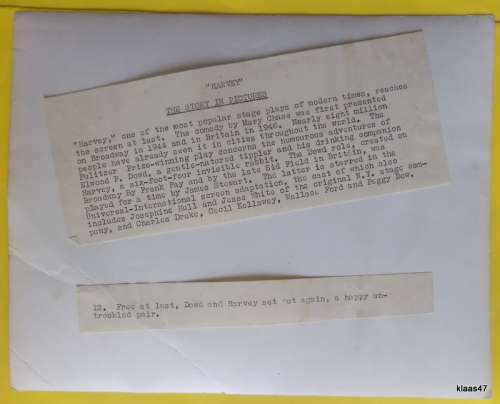 "HARVEY"
THE STORY IN PICTURES
"Harvey," one of the most popular stage plays of modern times, reaches
the screen at last. The comedy by Mary Chase was first presented
on Broadway in 1944 and in Britain in 1948. Nearly eight million
people have already seen it in cities throughout the world. The
Pulitzer Prize-winning play concerns the humourous adventures of
Elwood P. Dowd, a gentle-natured tippler and his drinking companion
Harvey, a six-foot-four invisible rabbit. The Dowd role, created on
Broadway By Frank Fay and by the late Sid Field in Britain, was
played for a time by James Stewart. The latter is starred in the
Universal-International screen adaptation, the cast of which also
includes Josephine Hull and Jesse White of the original N.Y. stage com-
pany, and Charles Drake, Cecil Kellaway, Wallace Ford and Peggy Dow.
12. Free at last, Dowd and Harvey set out again, a happy un-
troubled pair.
klaas47